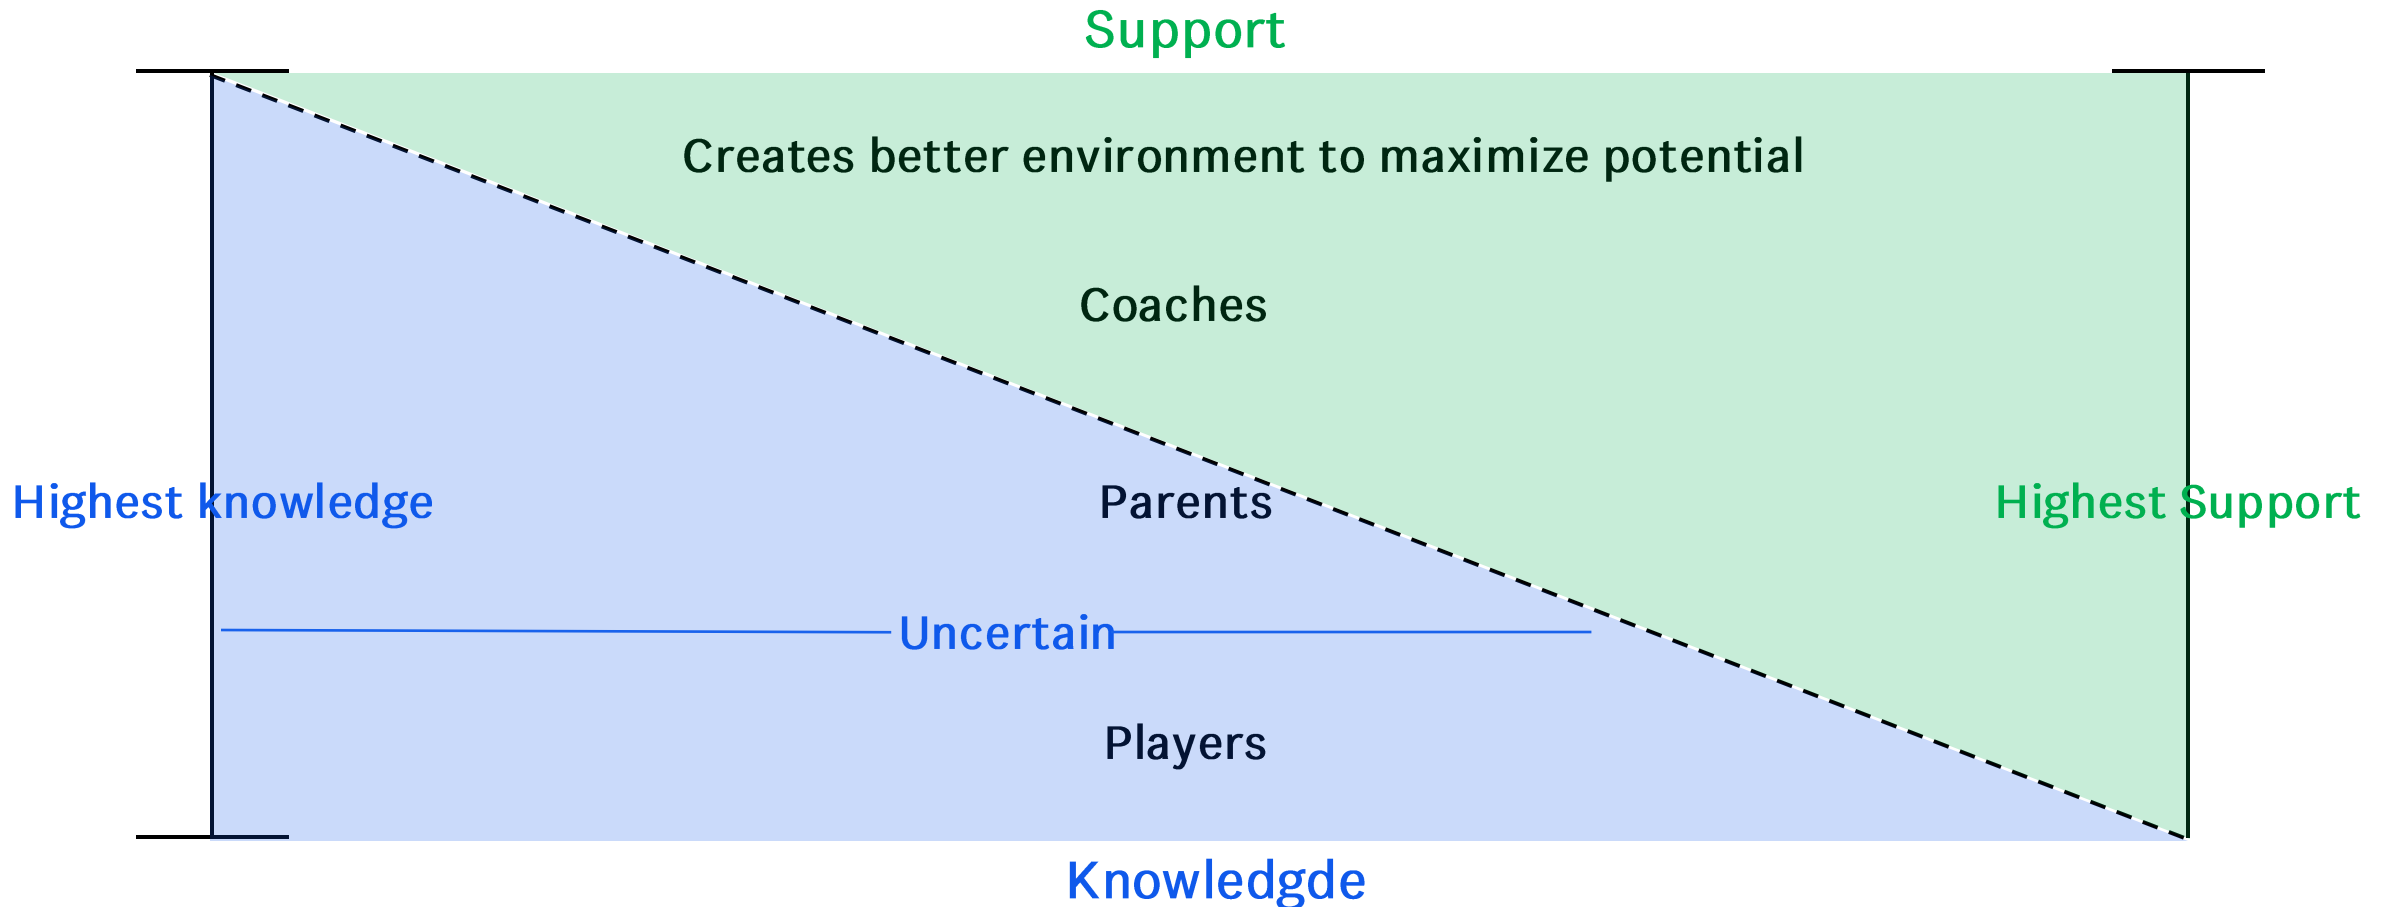 Support
Creates better environment to maximize potential
Coaches
Highest knowledge
Parents
Highest Support
Uncertain
Players
Knowledgde